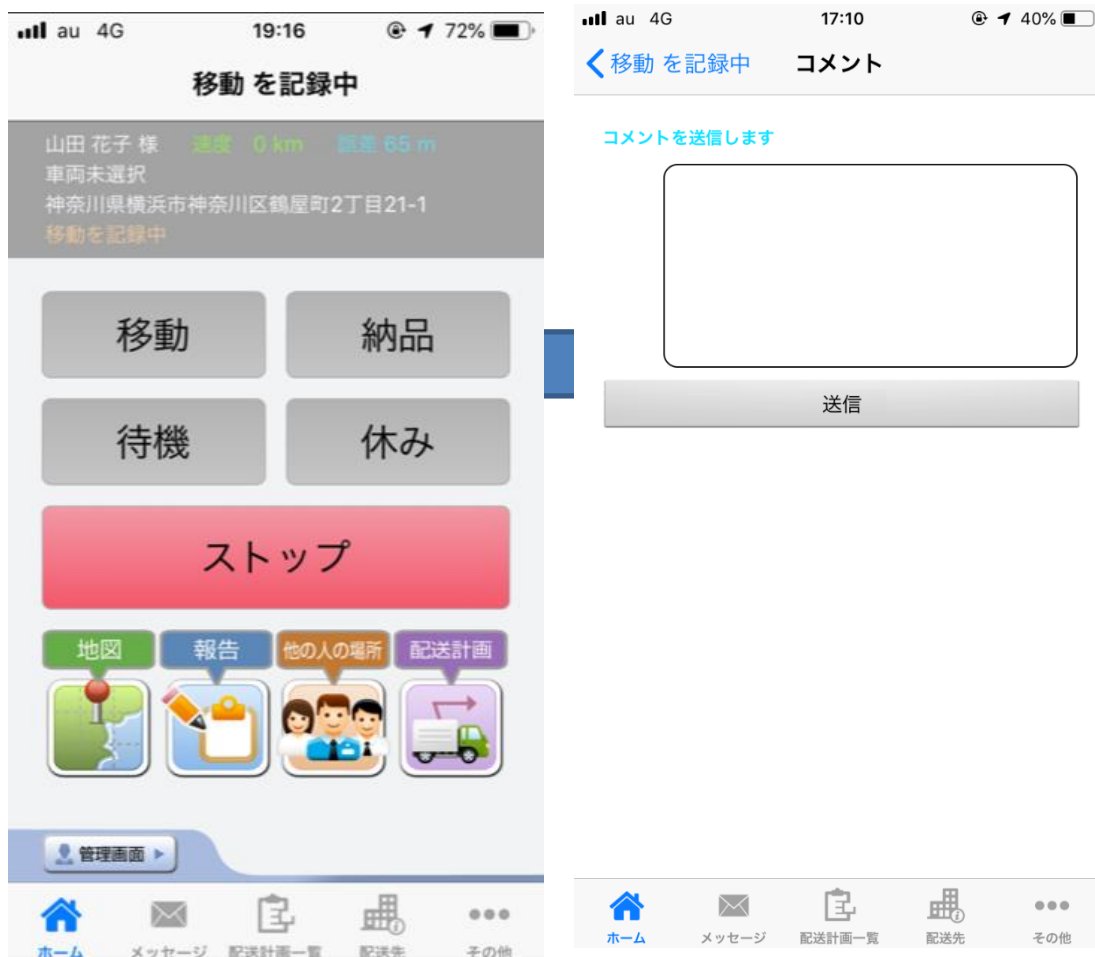 au 4G 19:16 72%
移動 を記録中
山田 花子 様 速度 0 km 誤差 65 m
車両未選択
神奈川県横浜市神奈川区鶴屋町2丁目21-1
移動を記録中
移動 納品
待機 休み
ストップ
地図 報告 他の人の場所 配送計画
管理画面
ホーム メッセージ 配送計画一覧 配送先 その他
au 4G 17:10 40%
移動 を記録中 コメント
コメントを送信します
送信
ホーム メッセージ 配送計画一覧 配送先 その他